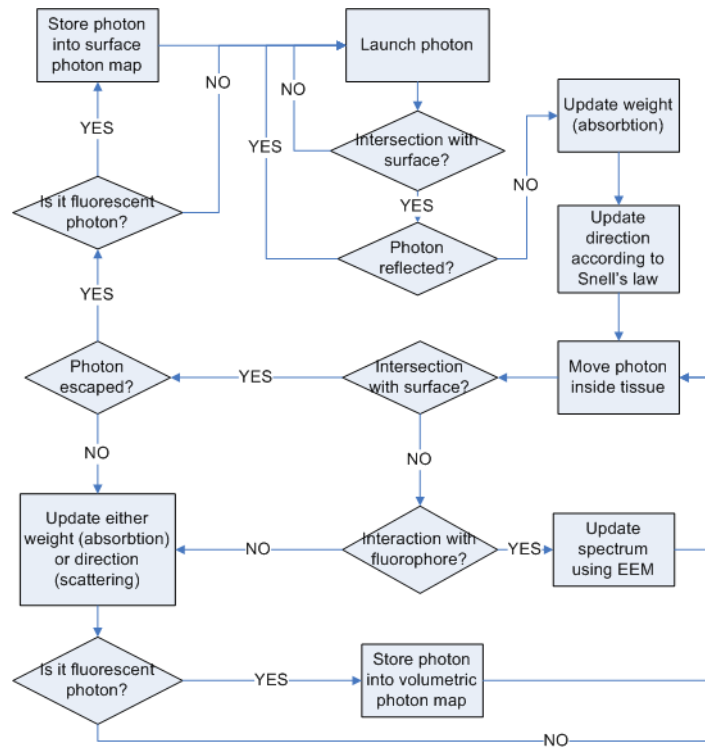 Store photon
into surface
photon map
Launch photon
NO
NO
Update weight
(absorbtion)
YES
YES
Intersection with
surface?
NO
Is it fluorescent
photon?
YES
Photon
reflected?
Update
direction
according to
Snell's law
YES
Photon
escaped?
YES
Intersection
with surface?
Move photon
inside tissue
NO
NO
Update either
weight (absorbtion)
or direction
(scattering)
NO
Interaction with
fluorophore?
YES
Update
spectrum
using EEM
Is it fluorescent
photon?
YES
Store photon
into volumetric
photon map
NO